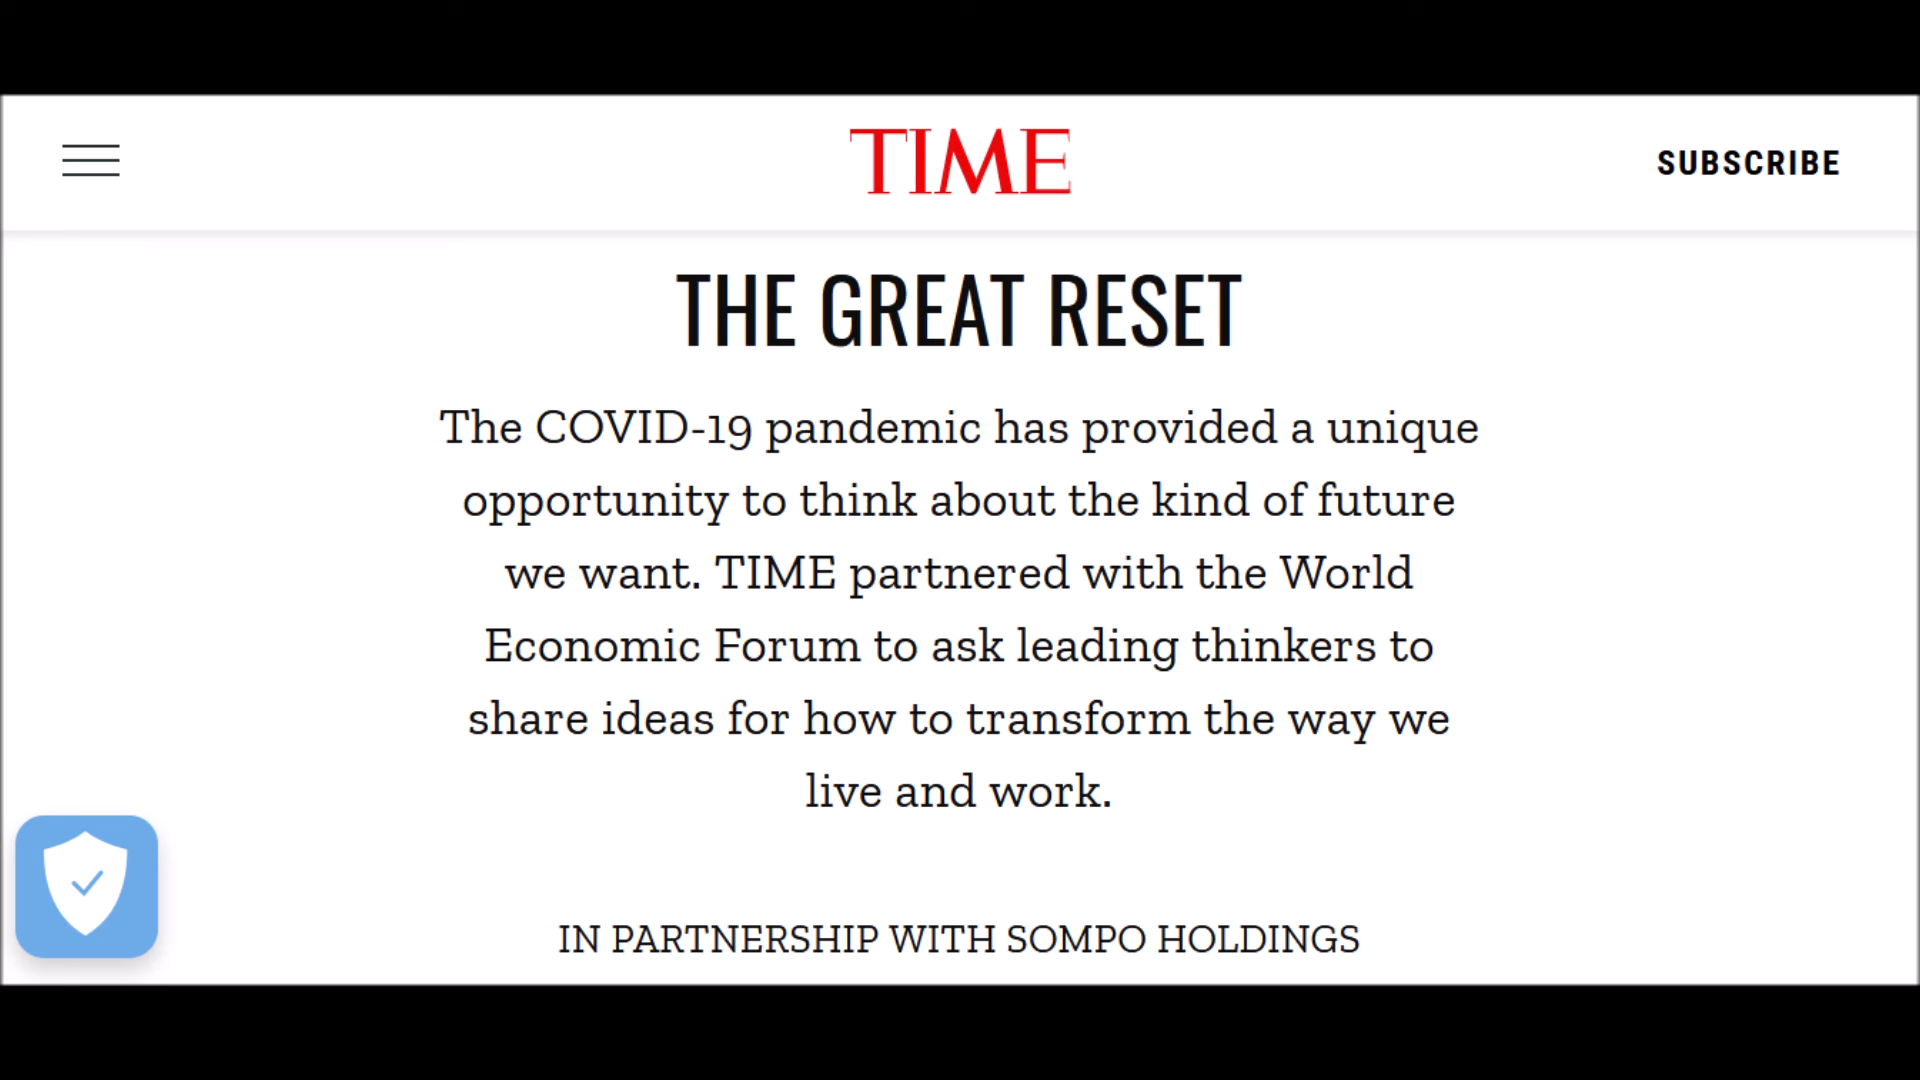 TIME
SUBSCRIBE
THE GREAT RESET
The COVID-19 pandemic has provided a unique
opportunity to think about the kind of future
we want. TIME partnered with the World
Economic Forum to ask leading thinkers to
share ideas for how to transform the way we
live and work.
IN PARTNERSHIP WITH SOMPO HOLDINGS